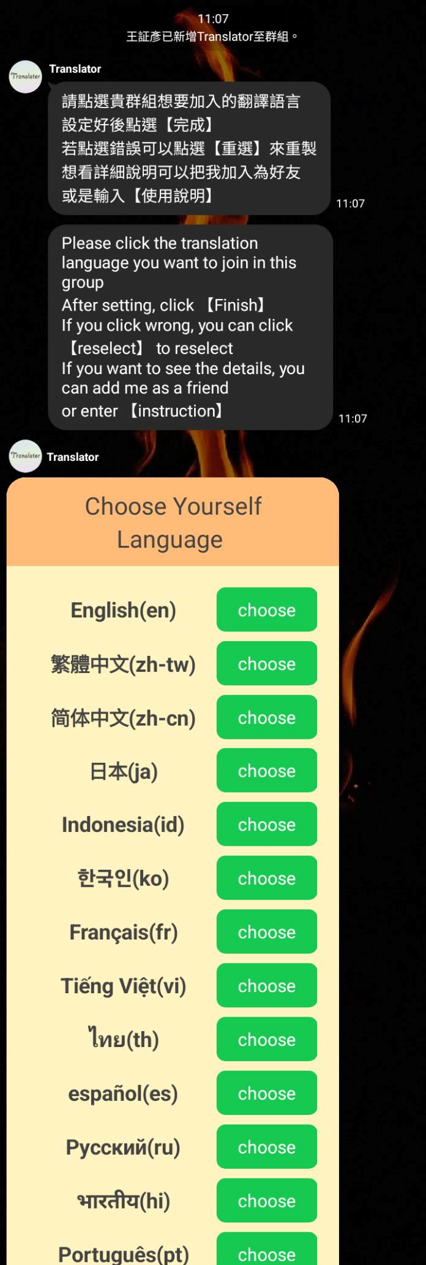 11:07
王証彥已新增Translator至群組。
Translator
請點選貴群組想要加入的翻譯語言
設定好後點選【完成】
若點選錯誤可以點選【重選】來重製
想看詳細說明可以把我加入為好友
或是輸入【使用說明】
11:07
Please click the translation
language you want to join in this
group
After setting, click 【Finish】
If you click wrong, you can click
【reselect】 to reselect
If you want to see the details, you
can add me as a friend
or enter 【instruction】
11:07
Translator
Choose Yourself
Language
English(en) choose
繁體中文(zh-tw) choose
简体中文(zh-cn) choose
日本(ja) choose
Indonesia(id) choose
한국인(ko) choose
Français(fr) choose
Tiếng Việt(vi) choose
ไทย(th) choose
español(es) choose
Русский(ru) choose
भारतीय(hi) choose
Português(pt) choose